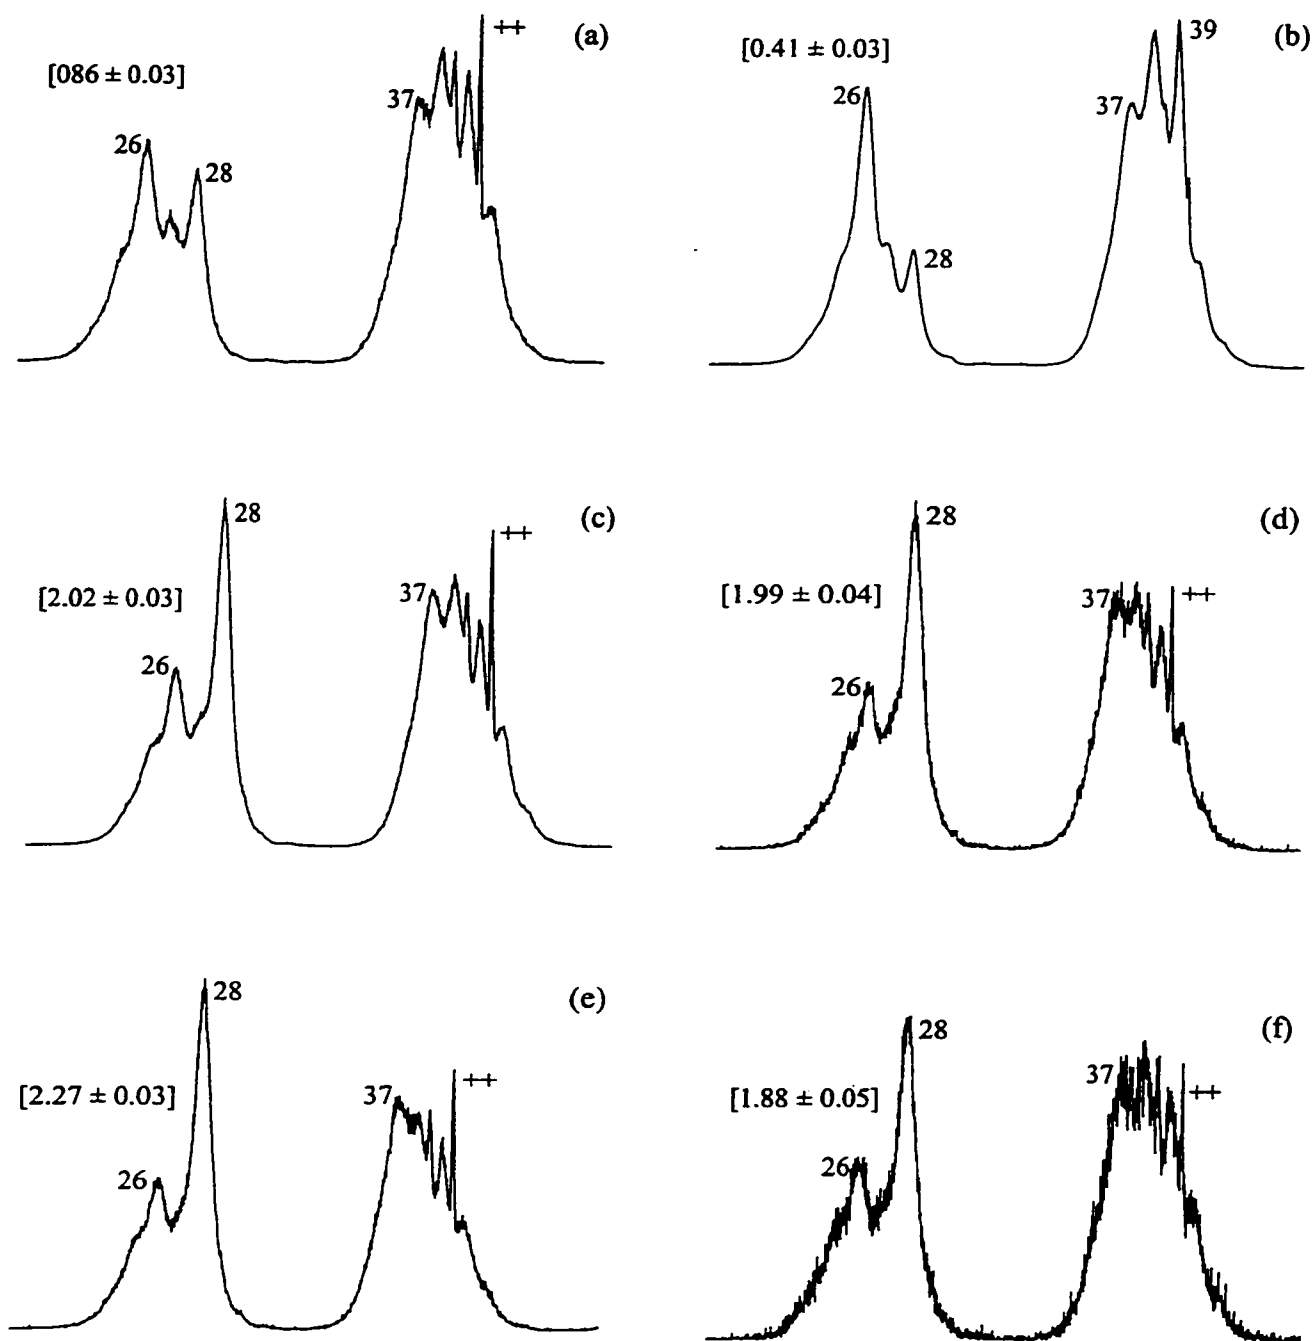 (a)
[086 ± 0.03]
26
28
37
++
(b)
[0.41 ± 0.03]
26
28
37
39
(c)
[2.02 ± 0.03]
26
28
37
++
(d)
[1.99 ± 0.04]
26
28
37
++
(e)
[2.27 ± 0.03]
26
28
37
++
(f)
[1.88 ± 0.05]
26
28
37
++